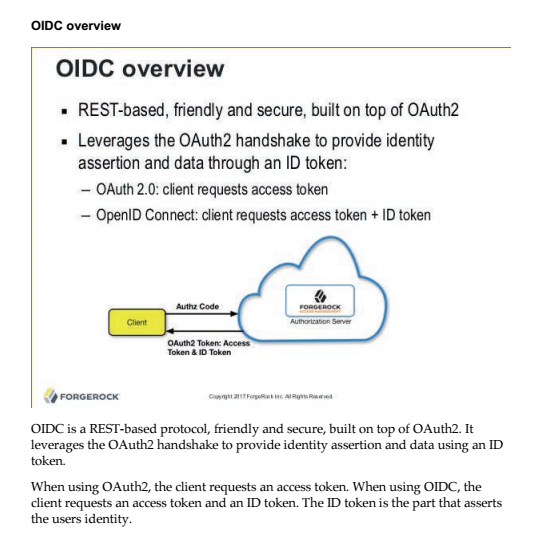 OIDC overview
OIDC overview
▪ REST-based, friendly and secure, built on top of OAuth2
▪ Leverages the OAuth2 handshake to provide identity
assertion and data through an ID token:
– OAuth 2.0: client requests access token
– OpenID Connect: client requests access token + ID token
Authz Code
Client
FORGEROCK
ACCESS MANAGEMENT
Authorization Server
OAuth2 Token: Access
Token & ID Token
FORGEROCK
Copyright 2017 ForgeRock Inc. All Rights Reserved.
OIDC is a REST-based protocol, friendly and secure, built on top of OAuth2. It
leverages the OAuth2 handshake to provide identity assertion and data using an ID
token.
When using OAuth2, the client requests an access token. When using OIDC, the
client requests an access token and an ID token. The ID token is the part that asserts
the users identity.